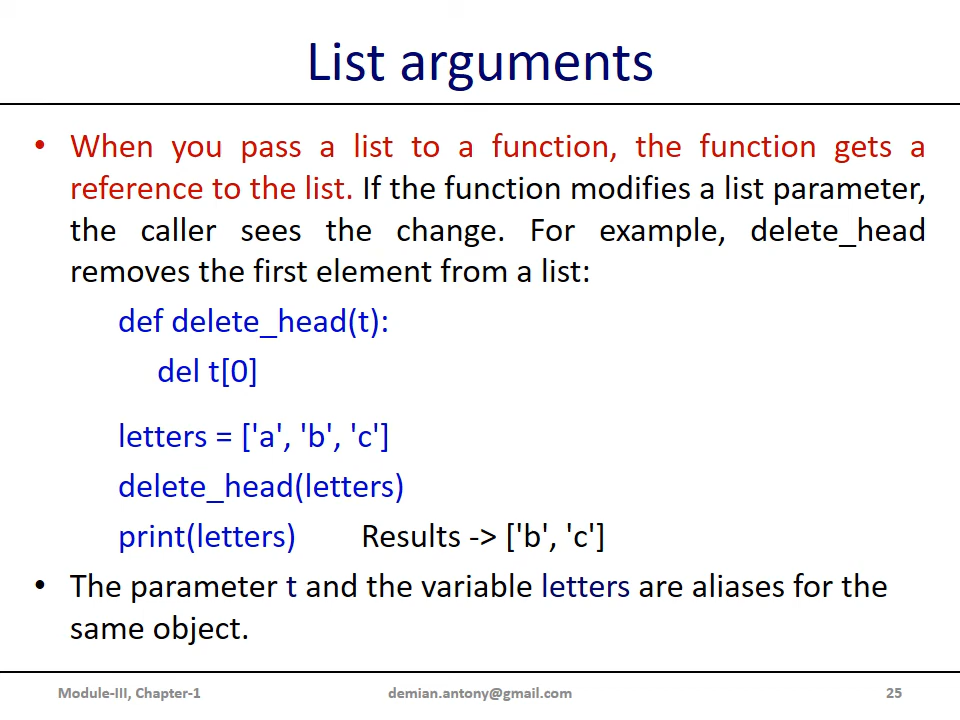 List arguments
• When you pass a list to a function, the function gets a
reference to the list. If the function modifies a list parameter,
the caller sees the change. For example, delete_head
removes the first element from a list:
def delete_head(t):
del t[0]
letters = ['a', 'b', 'c']
delete_head(letters)
print(letters) Results -> ['b', 'c']
• The parameter t and the variable letters are aliases for the
same object.
Module-III, Chapter-1 demian.antony@gmail.com 25